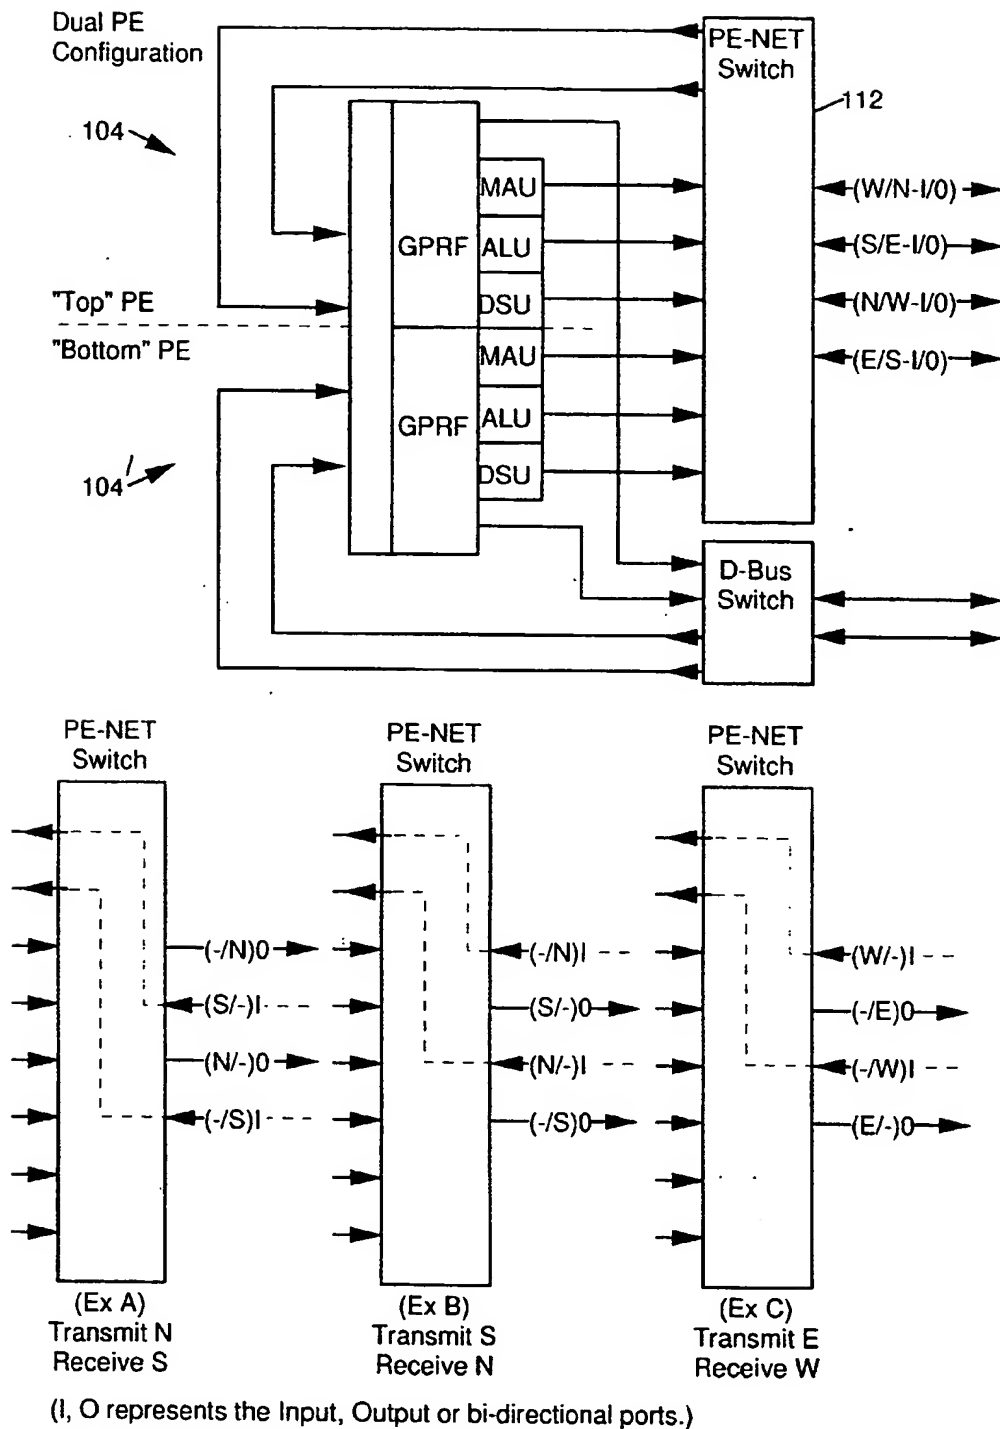 Dual PE
Configuration
PE-NET
Switch
112
104
(W/N-I/0)
MAU
(S/E-I/0)
GPRF
ALU
(N/W-I/0)
DSU
"Top" PE
"Bottom" PE
MAU
(E/S-I/0)
GPRF
ALU
DSU
104'
D-Bus
Switch
PE-NET
Switch
PE-NET
Switch
PE-NET
Switch
(-/N)0
(S/-)I
(N/-)0
(-/S)I
(-/N)I
(S/-)0
(N/-)I
(-/S)0
(W/-)I
(-/E)0
(-/W)I
(E/-)0
(Ex A)
Transmit N
Receive S
(Ex B)
Transmit S
Receive N
(Ex C)
Transmit E
Receive W
(I, O represents the Input, Output or bi-directional ports.)